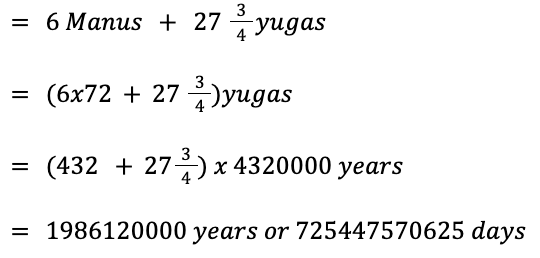 = 6 Manus + 27 3/4 yugas
= (6x72 + 27 3/4)yugas
= (432 + 27 3/4) x 4320000 years
= 1986120000 years or 725447570625 days